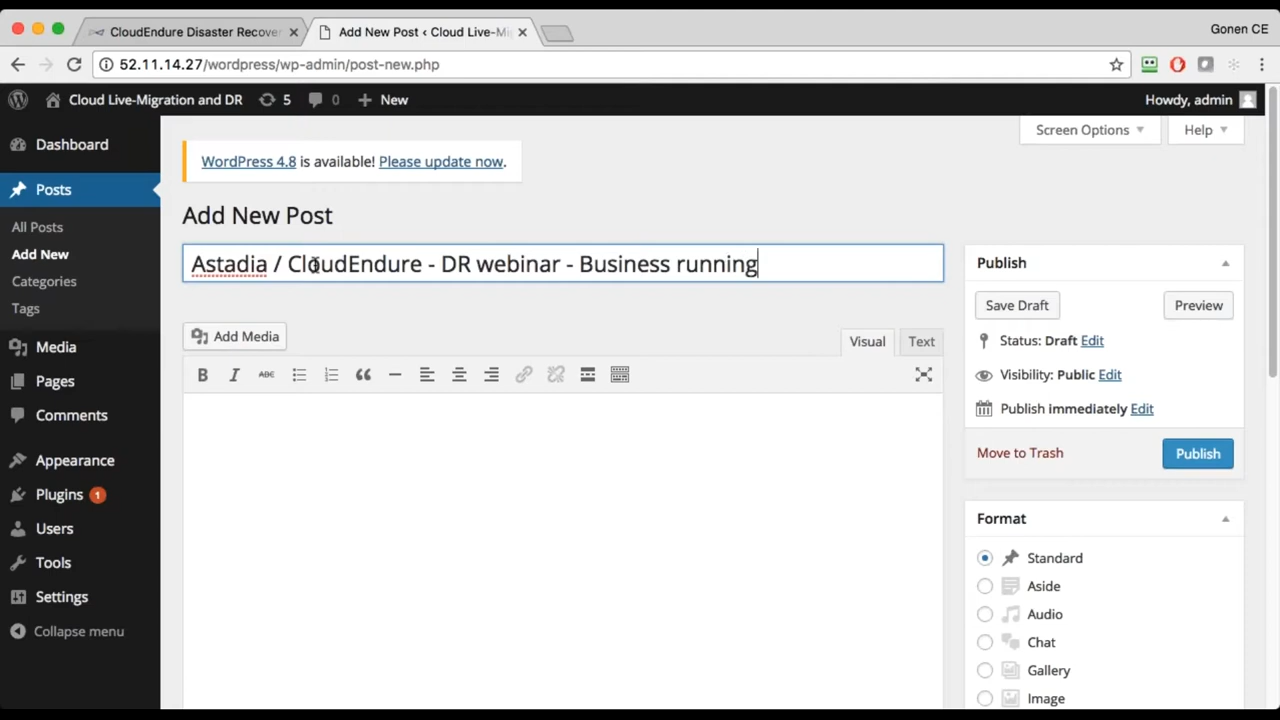 CloudEndure Disaster Recover
Add New Post ‹ Cloud Live-Mi
Gonen CE
52.11.14.27/wordpress/wp-admin/post-new.php
Cloud Live-Migration and DR
5
0
New
Howdy, admin
Screen Options
Help
Dashboard
Posts
All Posts
Add New
Categories
Tags
Media
Pages
Comments
Appearance
Plugins 1
Users
Tools
Settings
Collapse menu
WordPress 4.8 is available! Please update now.
Add New Post
Astadia / CloudEndure - DR webinar - Business running
Add Media
Visual
Text
B I ABC
Publish
Save Draft
Preview
Status: Draft Edit
Visibility: Public Edit
Publish immediately Edit
Move to Trash
Publish
Format
Standard
Aside
Audio
Chat
Gallery
Image